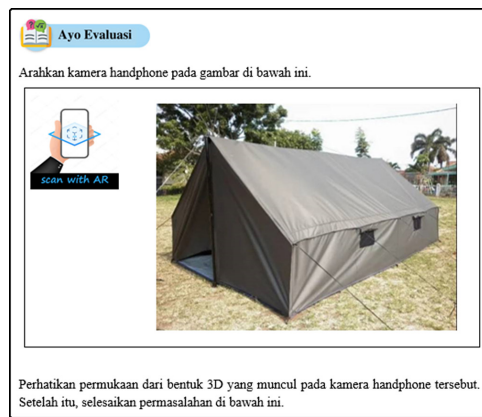 Ayo Evaluasi
Arahkan kamera handphone pada gambar di bawah ini.
scan with AR
Perhatikan permukaan dari bentuk 3D yang muncul pada kamera handphone tersebut.
Setelah itu, selesaikan permasalahan di bawah ini.